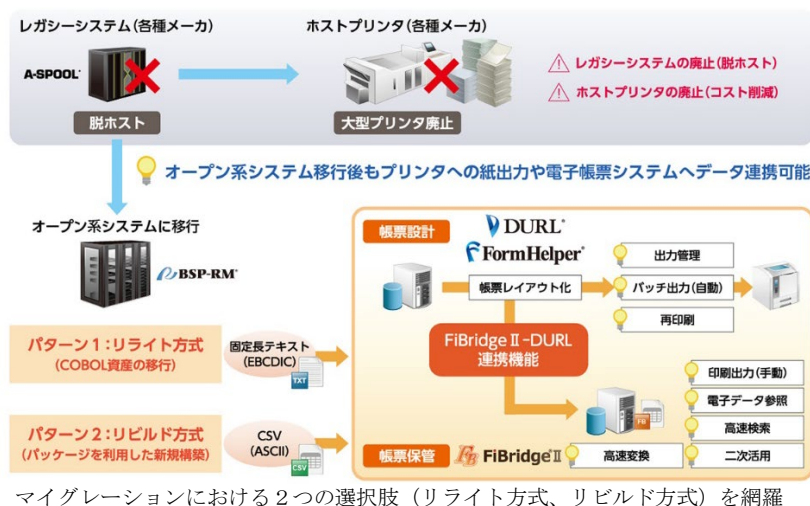 レガシーシステム(各種メーカ)
ホストプリンタ(各種メーカ)
A-SPOOL
レガシーシステムの廃止(脱ホスト)
ホストプリンタの廃止(コスト削減)
脱ホスト
大型プリンタ廃止
オープン系システム移行後もプリンタへの紙出力や電子帳票システムへデータ連携可能
オープン系システムに移行
BSP-RM
帳票設計
DURL
FormHelper
出力管理
帳票レイアウト化
バッチ出力(自動)
再印刷
パターン1:リライト方式
(COBOL資産の移行)
固定長テキスト
(EBCDIC)
TXT
FiBridgeⅡ-DURL
連携機能
印刷出力(手動)
電子データ参照
FB
高速検索
パターン2:リビルド方式
(パッケージを利用した新規構築)
CSV
(ASCII)
CSV
帳票保管
FB FiBridgeⅡ
高速変換
二次活用
マイグレーションにおける2つの選択肢(リライト方式、リビルド方式)を網羅